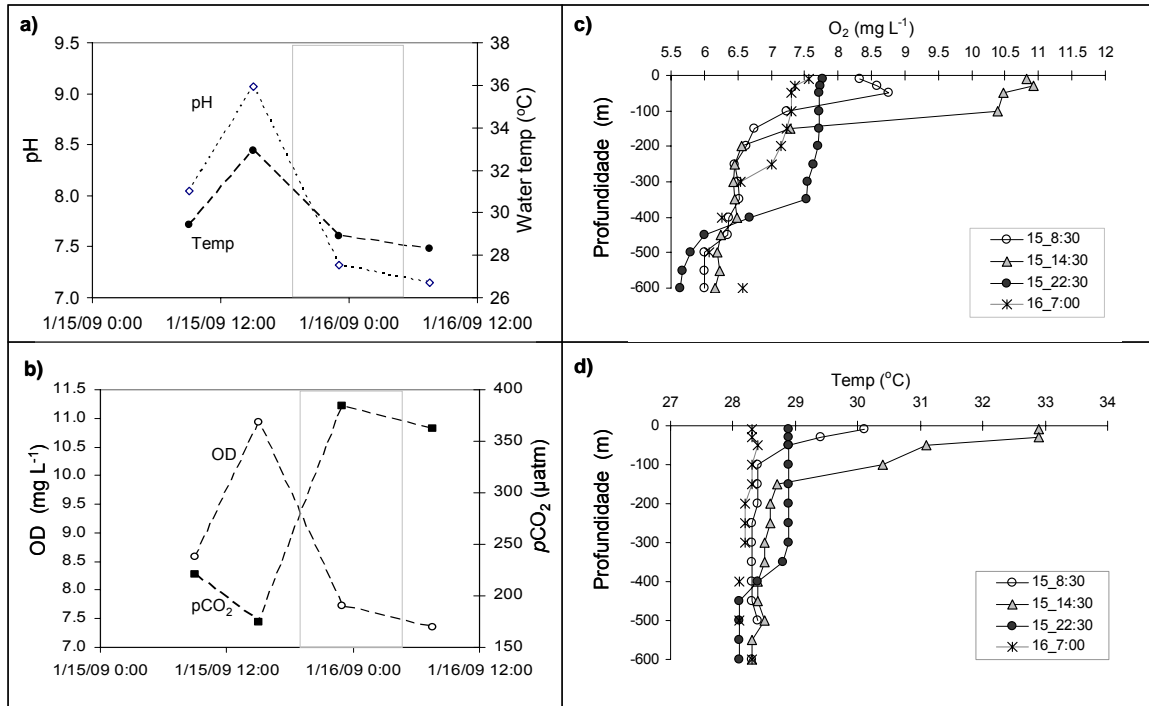 a)
9.5
9.0
8.5
8.0
7.5
7.0
pH
38
36
34
32
30
28
26
Water temp (°C)
pH
Temp
1/15/09 0:00 1/15/09 12:00 1/16/09 0:00 1/16/09 12:00
b)
11.5
11.0
10.5
10.0
9.5
9.0
8.5
8.0
7.5
7.0
OD (mg L⁻¹)
400
350
300
250
200
150
pCO₂ (µatm)
OD
pCO₂
1/15/09 0:00 1/15/09 12:00 1/16/09 0:00 1/16/09 12:00
c)
O₂ (mg L⁻¹)
5.5 6 6.5 7 7.5 8 8.5 9 9.5 10 10.5 11 11.5 12
0
-100
-200
-300
-400
-500
-600
Profundidade (m)
15_8:30
15_14:30
15_22:30
16_7:00
d)
Temp (°C)
27 28 29 30 31 32 33 34
0
-100
-200
-300
-400
-500
-600
Profundidade (m)
15_8:30
15_14:30
15_22:30
16_7:00